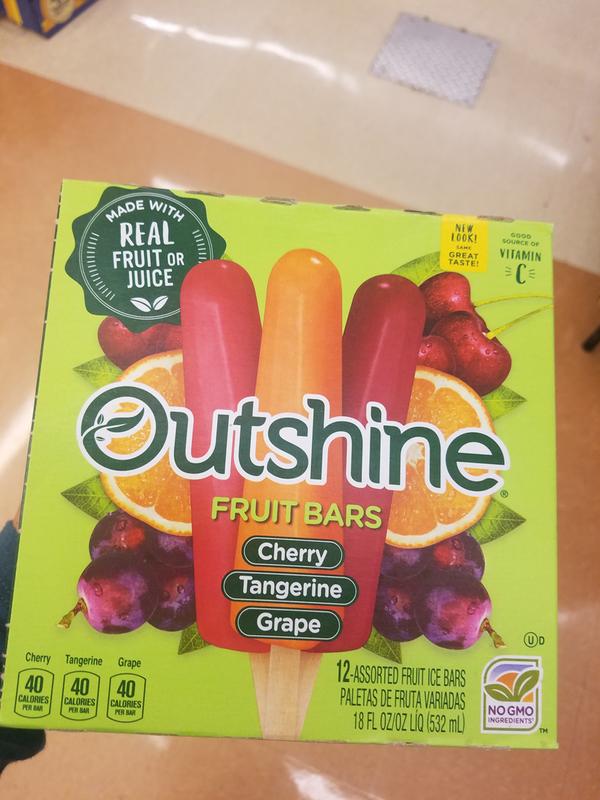 MADE WITH
REAL
FRUIT OR
JUICE
NEW
LOOK!
SAME
GREAT
TASTE!
GOOD
SOURCE OF
VITAMIN
C
Outshine®
FRUIT BARS
Cherry
Tangerine
Grape
Cherry Tangerine Grape
40 40 40
CALORIES CALORIES CALORIES
PER BAR PER BAR PER BAR
12-ASSORTED FRUIT ICE BARS
PALETAS DE FRUTA VARIADAS
18 FL OZ/OZ LÍQ (532 mL)
U D
NO GMO
INGREDIENTS
TM